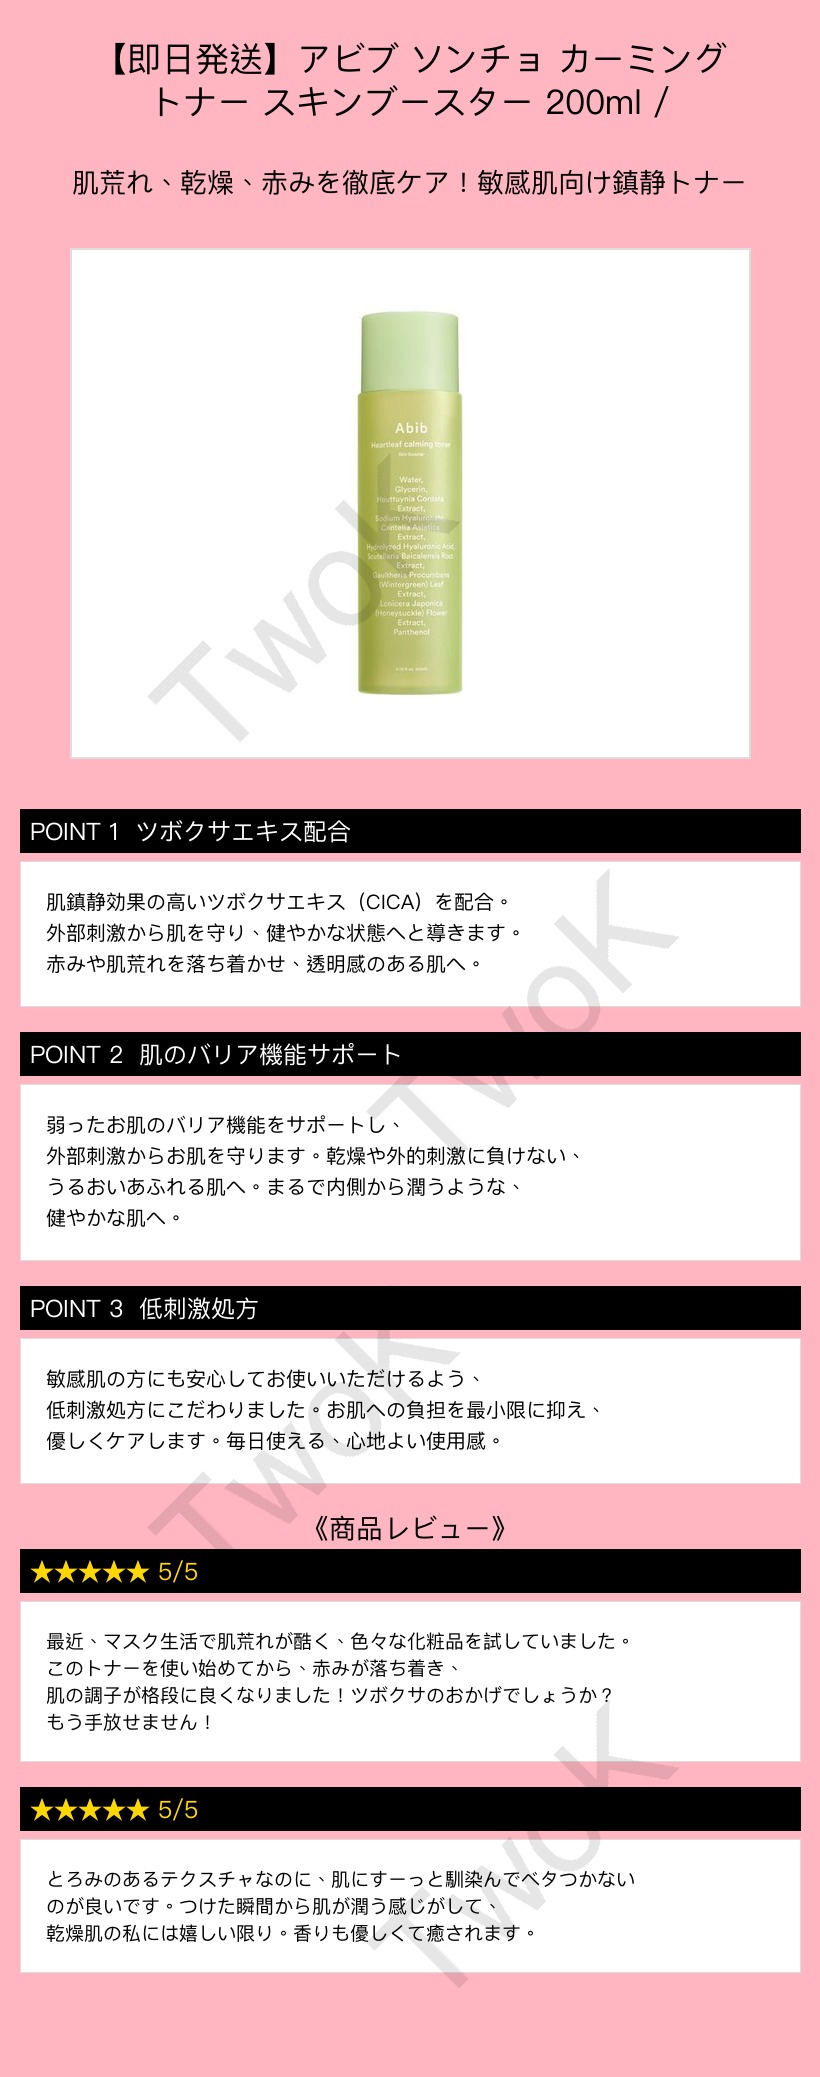 【即日発送】アビブ ソンチョ カーミング
トナー スキンブースター 200ml /
肌荒れ、乾燥、赤みを徹底ケア！敏感肌向け鎮静トナー
Abib
Heartleaf calming toner
Skin booster
Water,
Glycerin,
Houttuynia Cordata
Extract,
Sodium Hyaluronate,
Centella Asiatica
Extract,
Hydrolyzed Hyaluronic Acid,
Scutellaria Baicalensis Root
Extract,
Gaultheria Procumbens
(Wintergreen) Leaf
Extract,
Lonicera Japonica
(Honeysuckle) Flower
Extract,
Panthenol
TwoK
POINT 1 ツボクサエキス配合
肌鎮静効果の高いツボクサエキス（CICA）を配合。
外部刺激から肌を守り、健やかな状態へと導きます。
赤みや肌荒れを落ち着かせ、透明感のある肌へ。
TwoK
POINT 2 肌のバリア機能サポート
弱ったお肌のバリア機能をサポートし、
外部刺激からお肌を守ります。乾燥や外的刺激に負けない、
うるおいあふれる肌へ。まるで内側から潤うような、
健やかな肌へ。
POINT 3 低刺激処方
敏感肌の方にも安心してお使いいただけるよう、
低刺激処方にこだわりました。お肌への負担を最小限に抑え、
優しくケアします。毎日使える、心地よい使用感。
TwoK
《商品レビュー》
★★★★★ 5/5
最近、マスク生活で肌荒れが酷く、色々な化粧品を試していました。
このトナーを使い始めてから、赤みが落ち着き、
肌の調子が格段に良くなりました！ツボクサのおかげでしょうか？
もう手放せません！
★★★★★ 5/5
TwoK
とろみのあるテクスチャなのに、肌にすーっと馴染んでベタつかない
のが良いです。つけた瞬間から肌が潤う感じがして、
乾燥肌の私には嬉しい限り。香りも優しくて癒されます。